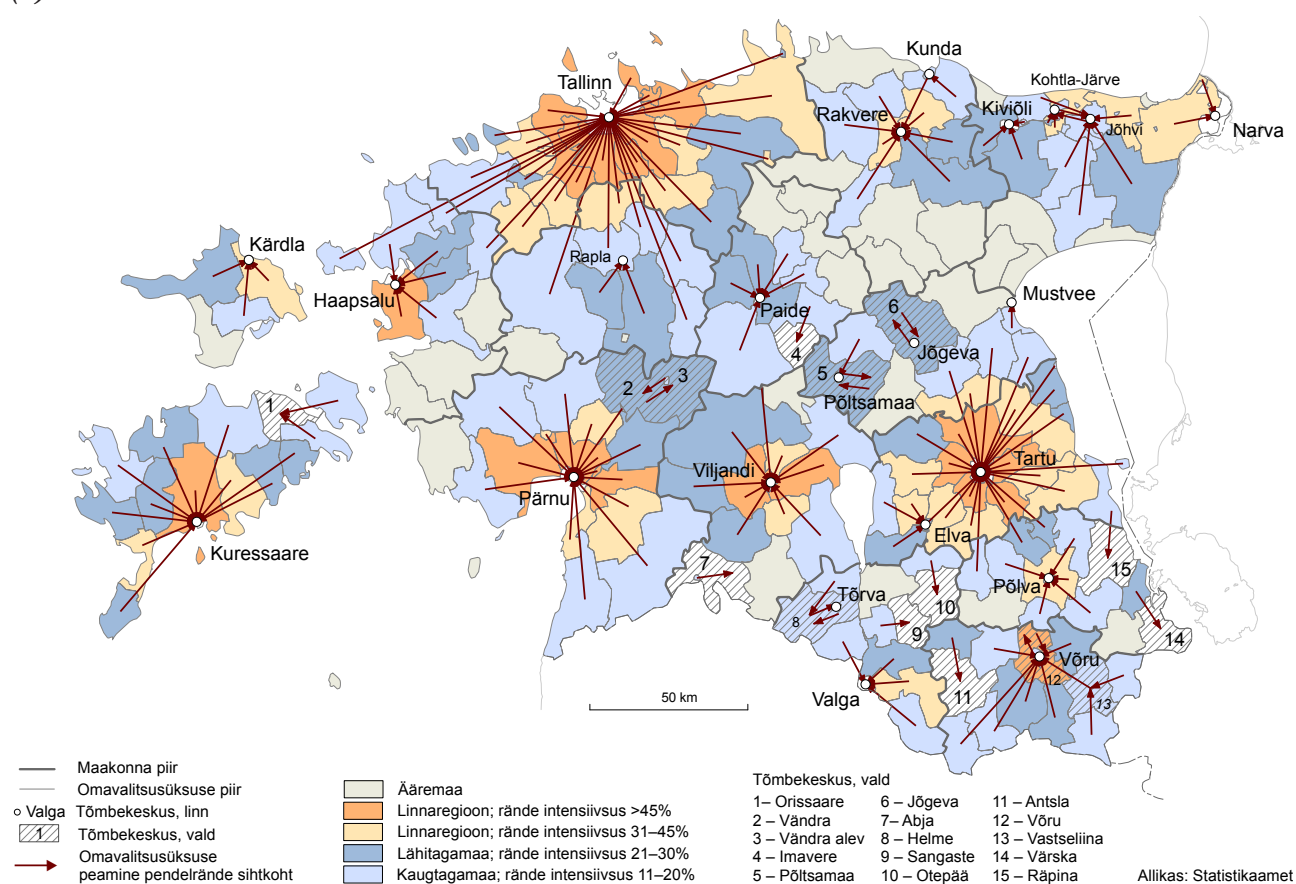 Kunda
Tallinn
Kohtla-Järve
Rakvere
Kiviõli
Jõhvi
Narva
Kärdla
Rapla
Haapsalu
Paide
Mustvee
6
4
Jõgeva
1
2
3
5
Põltsamaa
Viljandi
Tartu
Pärnu
Kuressaare
Elva
7
15
Põlva
Tõrva
10
8
9
14
Võru
12
Valga
11
13
50 km
Maakonna piir
Omavalitsusüksuse piir
Valga Tõmbekeskus, linn
1 Tõmbekeskus, vald
Omavalitsusüksuse
peamine pendelrände sihtkoht
Ääremaa
Linnaregioon; rände intensiivsus >45%
Linnaregioon; rände intensiivsus 31–45%
Lähitagamaa; rände intensiivsus 21–30%
Kaugtagamaa; rände intensiivsus 11–20%
Tõmbekeskus, vald
1– Orissaare
2 – Vändra
3 – Vändra alev
4 – Imavere
5 – Põltsamaa
6 – Jõgeva
7– Abja
8 – Helme
9 – Sangaste
10 – Otepää
11 – Antsla
12 – Võru
13 – Vastseliina
14 – Värska
15 – Räpina
Allikas: Statistikaamet